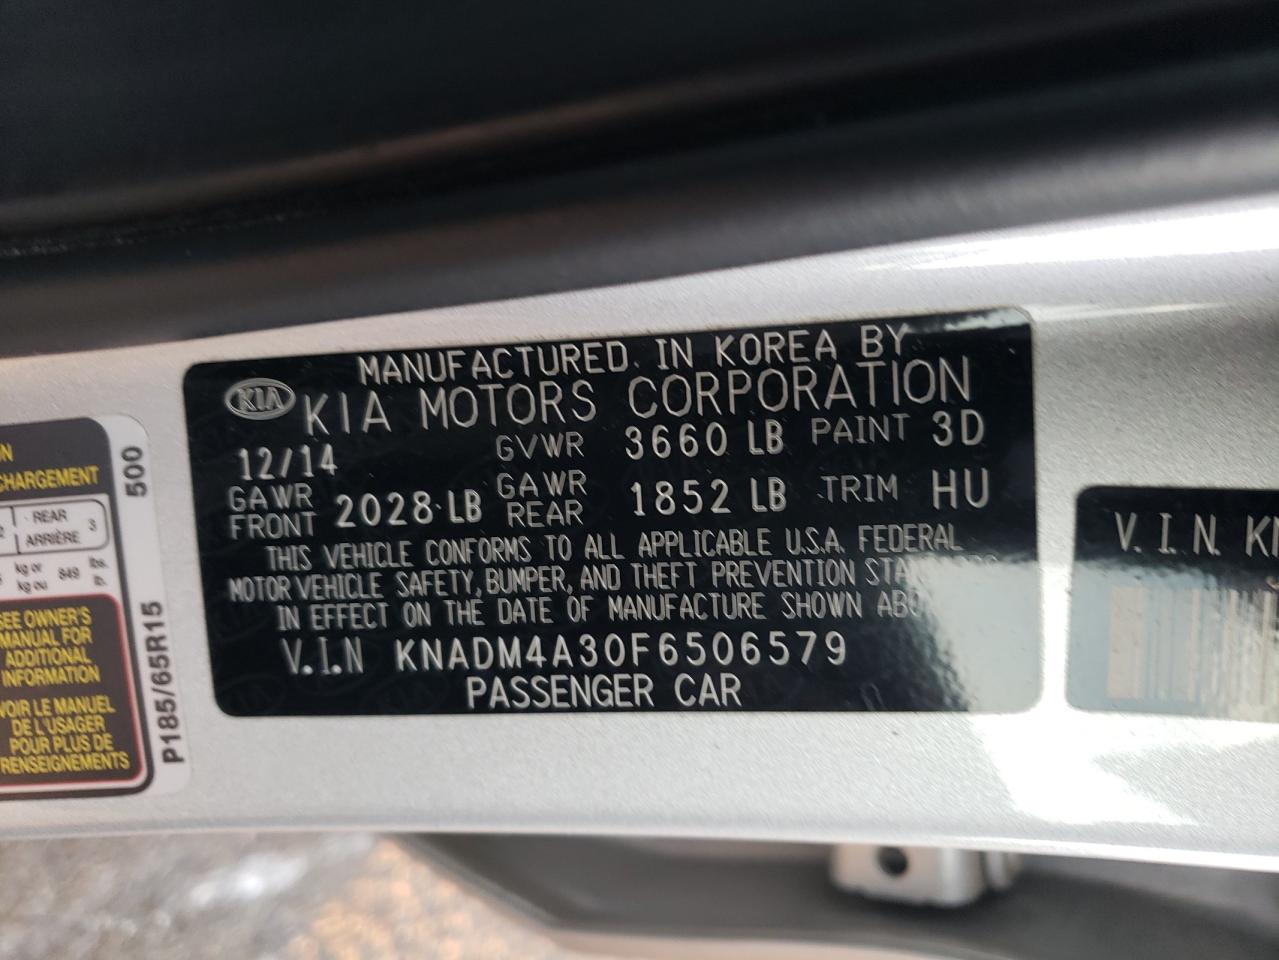 MANUFACTURED IN KOREA BY
KIA KIA MOTORS CORPORATION
12/14 GVWR 3660 LB PAINT 3D
GAWR FRONT 2028 LB GAWR REAR 1852 LB TRIM HU
THIS VEHICLE CONFORMS TO ALL APPLICABLE U.S.A. FEDERAL
MOTOR VEHICLE SAFETY, BUMPER, AND THEFT PREVENTION
IN EFFECT ON THE DATE OF MANUFACTURE SHOWN
V.I.N KNADM4A30F6506579
PASSENGER CAR
CHARGEMENT
REAR 3
ARRIÈRE
kg or 849 lbs.
kg ou lb.
SEE OWNER'S
MANUAL FOR
ADDITIONAL
INFORMATION
VOIR LE MANUEL
DE L'USAGER
POUR PLUS DE
RENSEIGNEMENTS
500
P185/65R15
V.I.N.